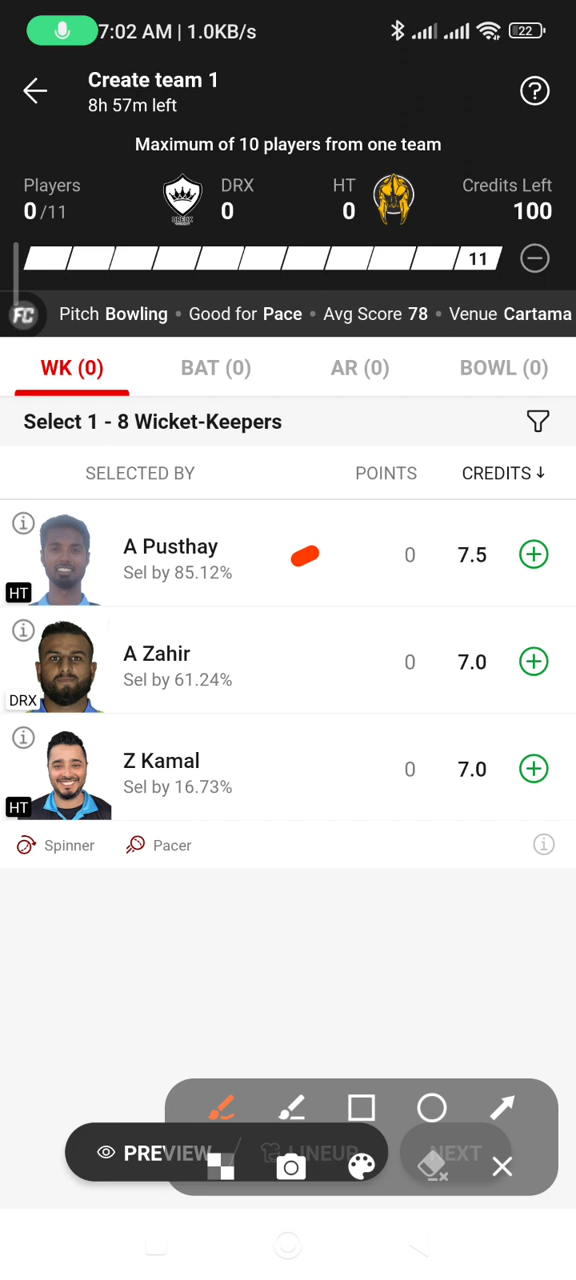 7:02 AM | 1.0KB/s
22
Create team 1
8h 57m left
?
Maximum of 10 players from one team
Players DRX HT Credits Left
0/11 0 0 100
11
FC Pitch Bowling • Good for Pace • Avg Score 78 • Venue Cartama
WK (0) BAT (0) AR (0) BOWL (0)
Select 1 - 8 Wicket-Keepers
SELECTED BY POINTS CREDITS ↓
A Pusthay 0 7.5
Sel by 85.12%
HT
A Zahir 0 7.0
Sel by 61.24%
DRX
Z Kamal 0 7.0
Sel by 16.73%
HT
Spinner Pacer
PREVIEW LINEUP NEXT